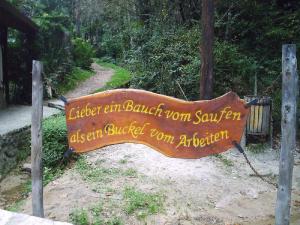 Lieber ein Bauch vom Saufen
als ein Buckel vom Arbeiten